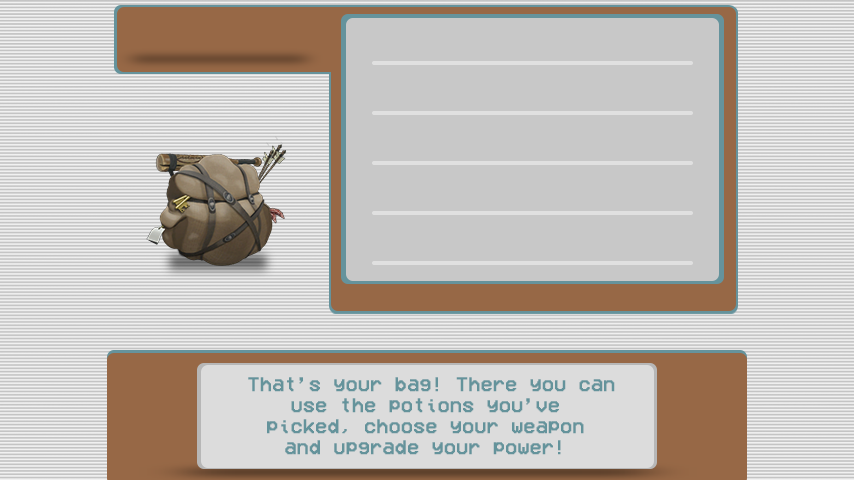 That's your bag! There you can
use the potions you've
picked, choose your weapon
and upgrade your power!